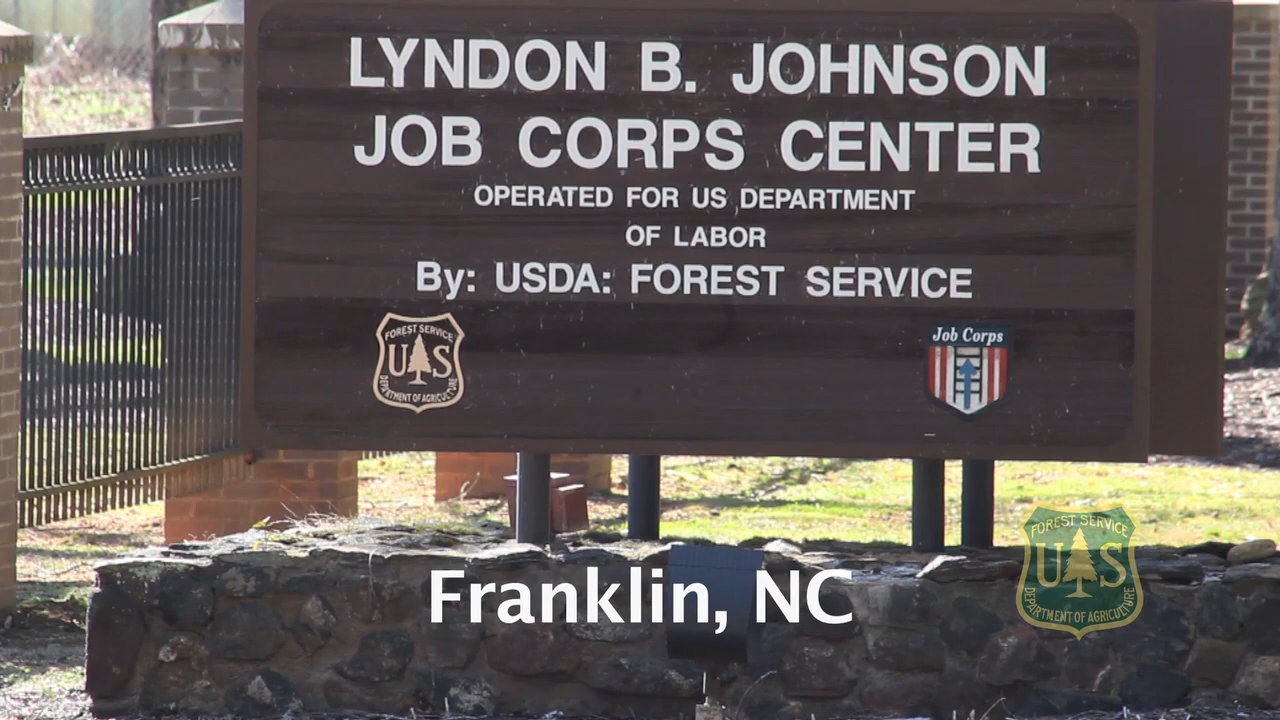 LYNDON B. JOHNSON
JOB CORPS CENTER
OPERATED FOR US DEPARTMENT
OF LABOR
By: USDA: FOREST SERVICE
FOREST SERVICE
US
DEPARTMENT OF AGRICULTURE
Job Corps
Franklin, NC
FOREST SERVICE
US
DEPARTMENT OF AGRICULTURE